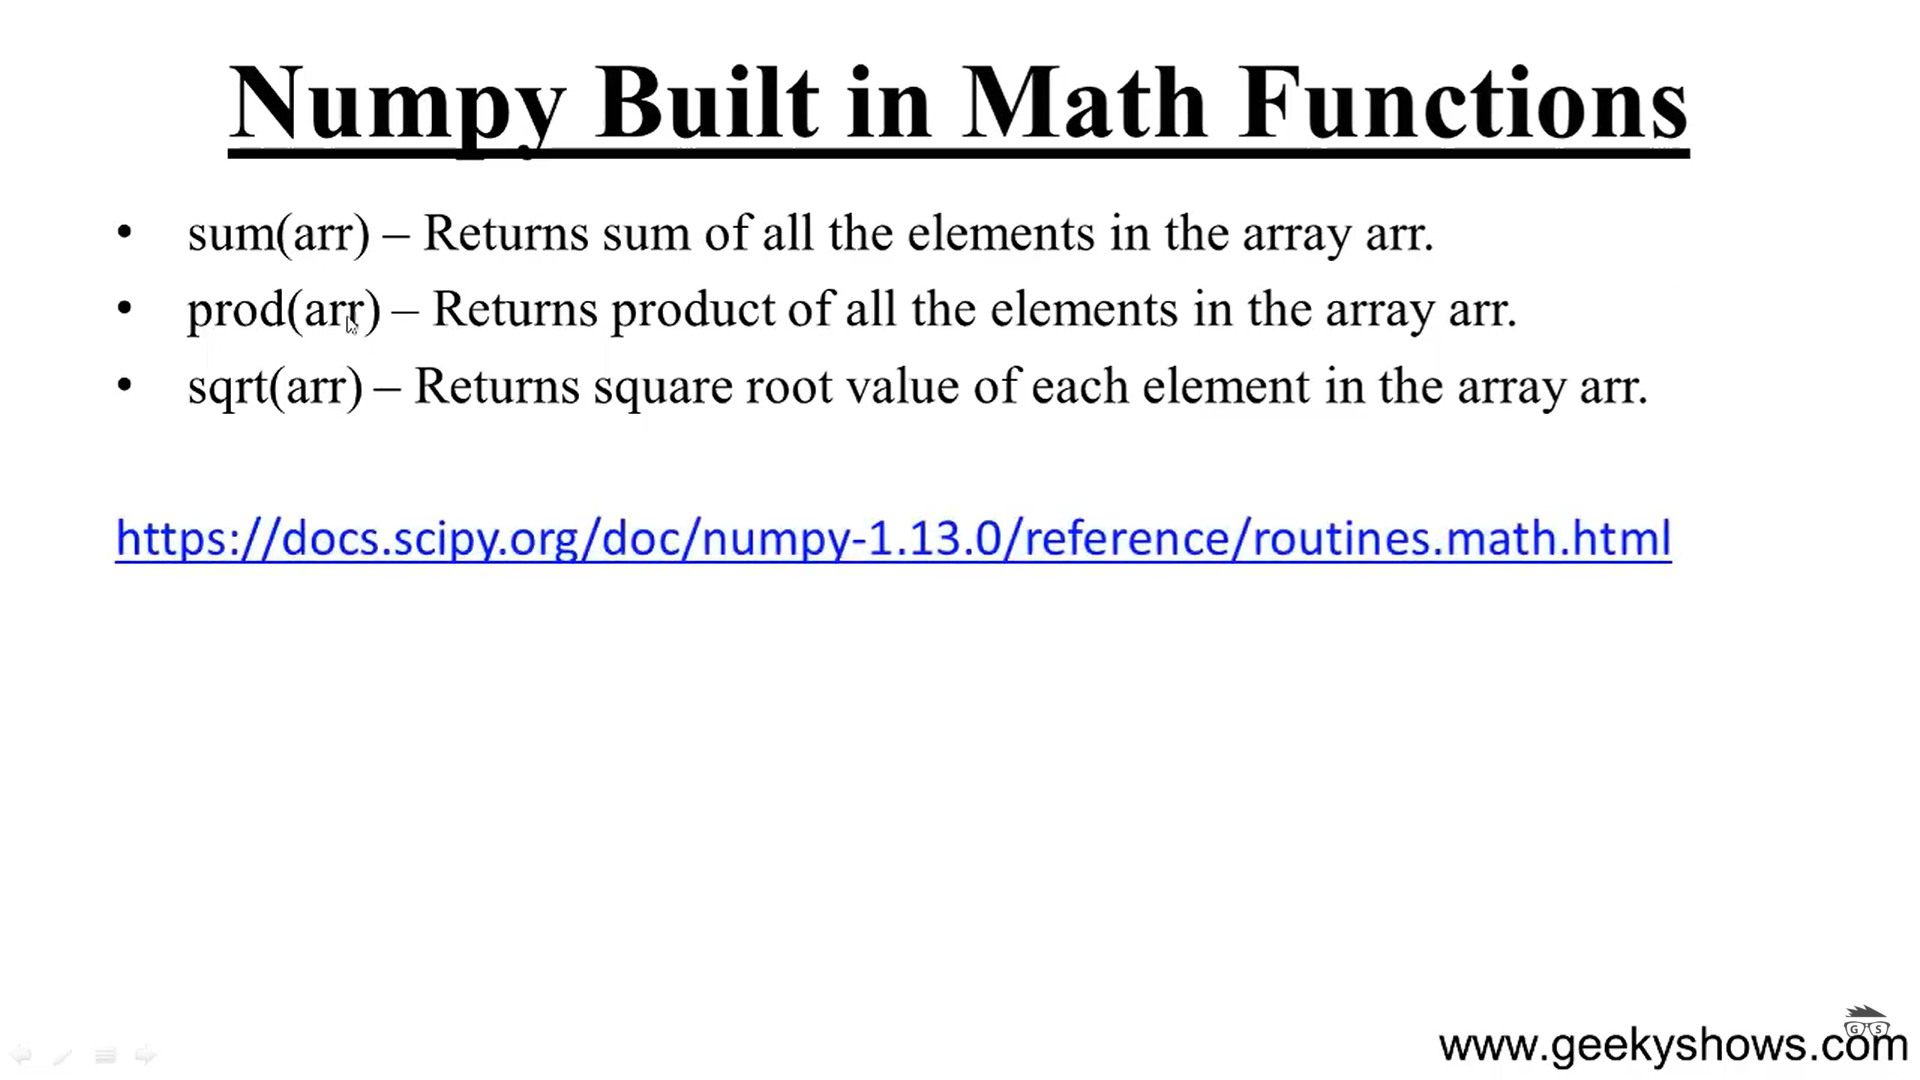 Numpy Built in Math Functions
• sum(arr) – Returns sum of all the elements in the array arr.
• prod(arr) – Returns product of all the elements in the array arr.
• sqrt(arr) – Returns square root value of each element in the array arr.
https://docs.scipy.org/doc/numpy-1.13.0/reference/routines.math.html
G S
www.geekyshows.com